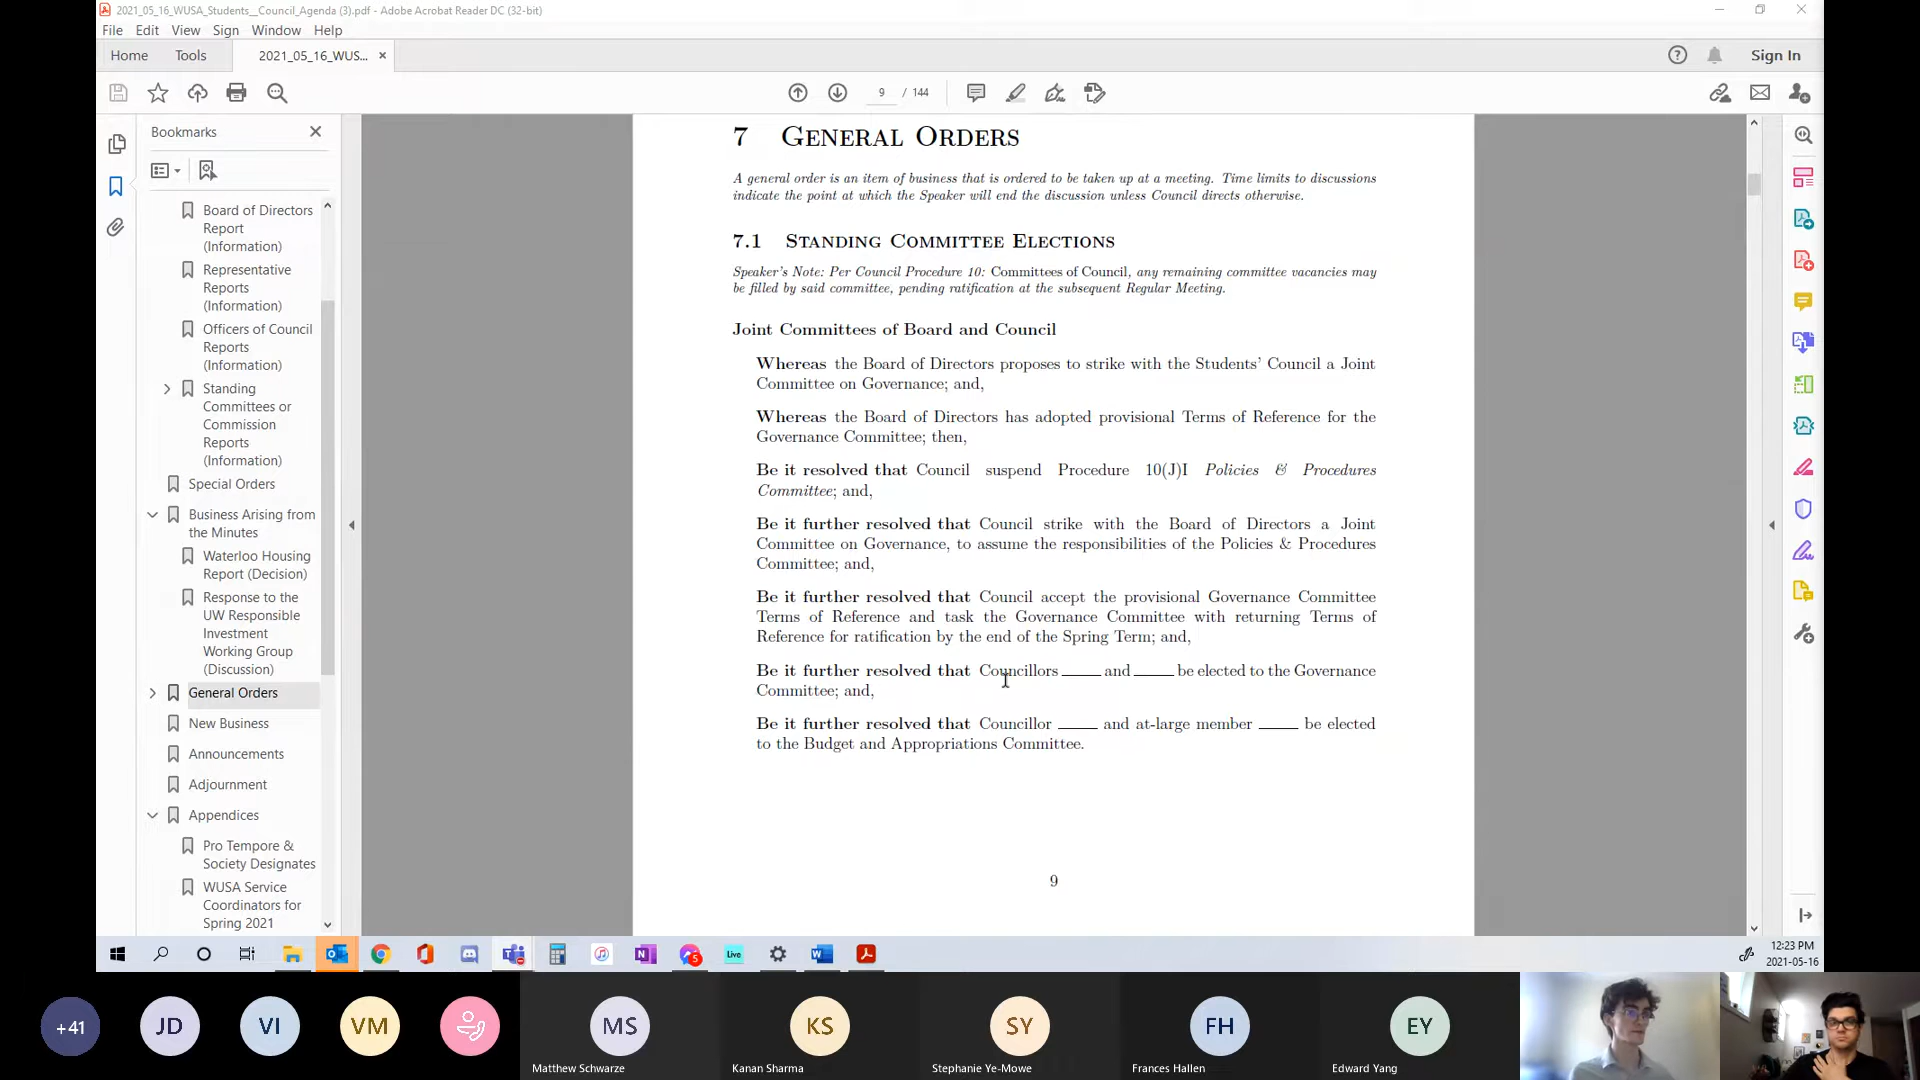 2021_05_16_WUSA_Students__Council_Agenda (3).pdf - Adobe Acrobat Reader DC (32-bit)
File Edit View Sign Window Help
Home Tools 2021_05_16_WUS... × Sign In
9 / 144
Bookmarks
Board of Directors
Report
(Information)
Representative
Reports
(Information)
Officers of Council
Reports
(Information)
Standing
Committees or
Commission
Reports
(Information)
Special Orders
Business Arising from
the Minutes
Waterloo Housing
Report (Decision)
Response to the
UW Responsible
Investment
Working Group
(Discussion)
General Orders
New Business
Announcements
Adjournment
Appendices
Pro Tempore &
Society Designates
WUSA Service
Coordinators for
Spring 2021
7 General Orders
A general order is an item of business that is ordered to be taken up at a meeting. Time limits to discussions
indicate the point at which the Speaker will end the discussion unless Council directs otherwise.
7.1 Standing Committee Elections
Speaker's Note: Per Council Procedure 10: Committees of Council, any remaining committee vacancies may
be filled by said committee, pending ratification at the subsequent Regular Meeting.
Joint Committees of Board and Council
Whereas the Board of Directors proposes to strike with the Students' Council a Joint
Committee on Governance; and,
Whereas the Board of Directors has adopted provisional Terms of Reference for the
Governance Committee; then,
Be it resolved that Council suspend Procedure 10(J)I Policies & Procedures
Committee; and,
Be it further resolved that Council strike with the Board of Directors a Joint
Committee on Governance, to assume the responsibilities of the Policies & Procedures
Committee; and,
Be it further resolved that Council accept the provisional Governance Committee
Terms of Reference and task the Governance Committee with returning Terms of
Reference for ratification by the end of the Spring Term; and,
Be it further resolved that Councillors _____ and _____ be elected to the Governance
Committee; and,
Be it further resolved that Councillor _____ and at-large member _____ be elected
to the Budget and Appropriations Committee.
9
5
Live
12:23 PM
2021-05-16
+41 JD VI VM MS KS SY FH EY
Matthew Schwarze Kanan Sharma Stephanie Ye-Mowe Frances Hallen Edward Yang